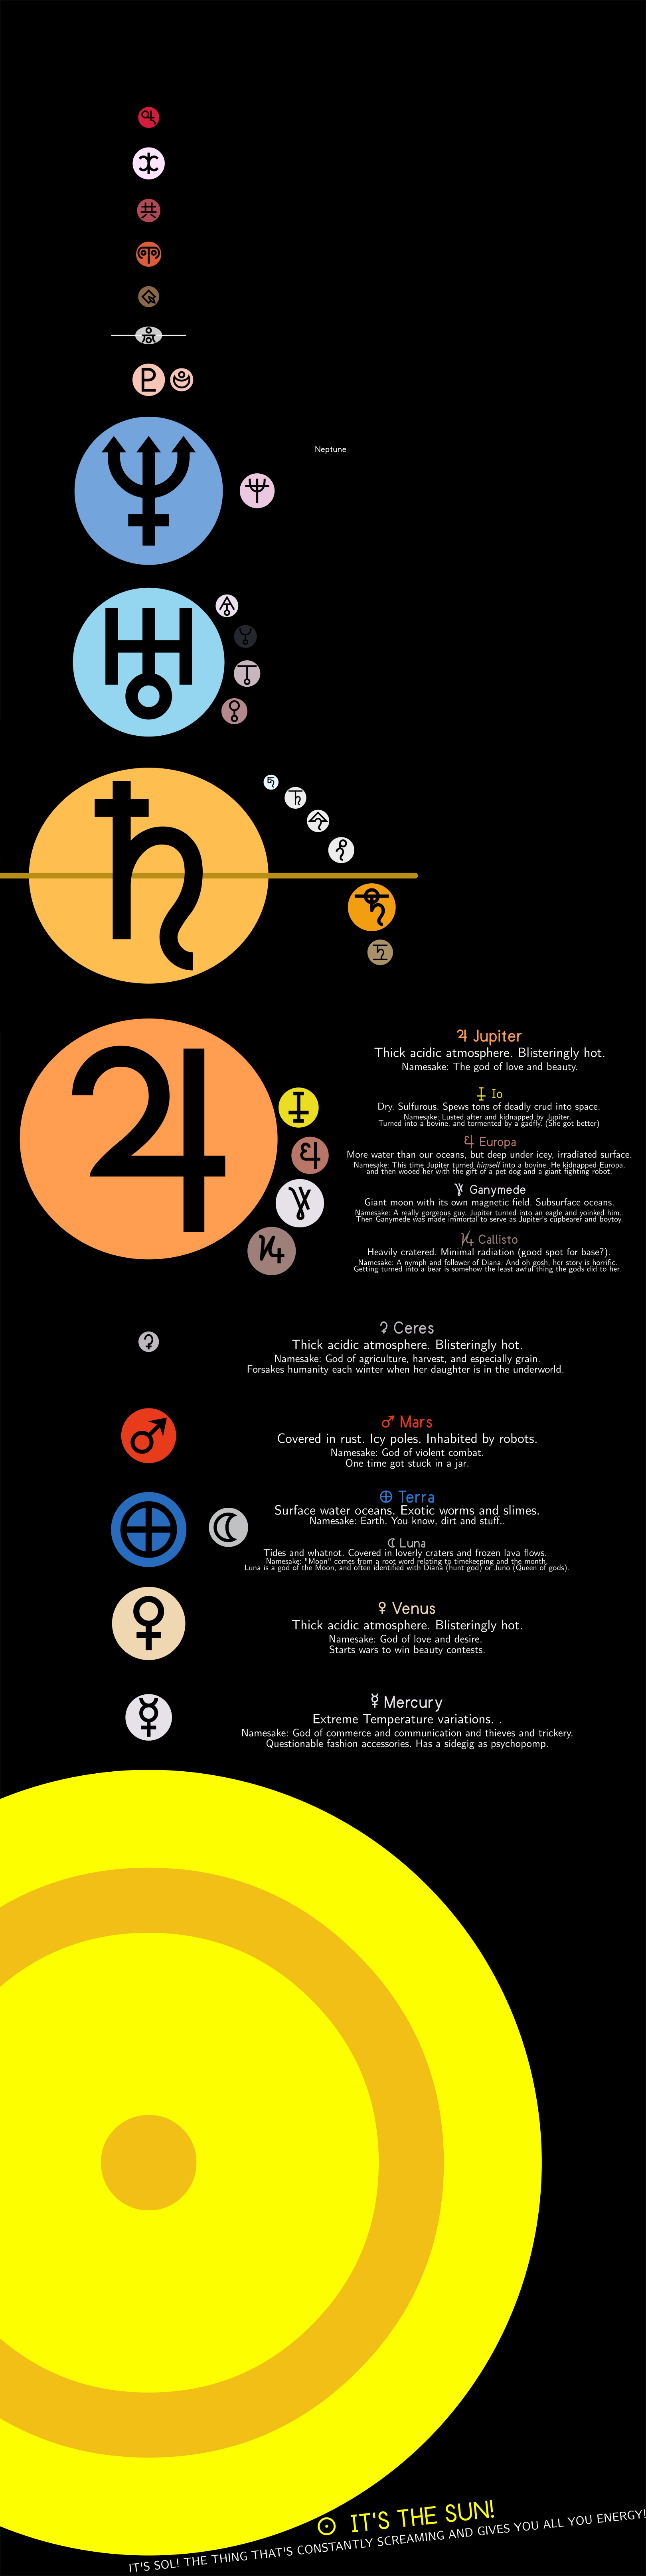 Neptune
♃ Jupiter
Thick acidic atmosphere. Blisteringly hot.
Namesake: The god of love and beauty.
Io
Dry. Sulfurous. Spews tons of deadly crud into space.
Namesake: Lusted after and kidnapped by Jupiter.
Turned into a bovine, and tormented by a gadfly. (She got better)
Europa
More water than our oceans, but deep under icy, irradiated surface.
Namesake: This time Jupiter turned himself into a bovine. He kidnapped Europa,
and then wooed her with the gift of a pet dog and a giant fighting robot.
Ganymede
Giant moon with its own magnetic field. Subsurface oceans.
Namesake: A really gorgeous guy. Jupiter turned into an eagle and yoinked him..
Then Ganymede was made immortal to serve as Jupiter's cupbearer and boytoy.
Callisto
Heavily cratered. Minimal radiation (good spot for base?).
Namesake: A nymph and follower of Diana. And oh gosh, her story is horrific.
Getting turned into a bear is somehow the least awful thing the gods did to her.
⚳ Ceres
Thick acidic atmosphere. Blisteringly hot.
Namesake: God of agriculture, harvest, and especially grain.
Forsakes humanity each winter when her daughter is in the underworld.
♂ Mars
Covered in rust. Icy poles. Inhabited by robots.
Namesake: God of violent combat.
One time got stuck in a jar.
⊕ Terra
Surface water oceans. Exotic worms and slimes.
Namesake: Earth. You know, dirt and stuff..
☾ Luna
Tides and whatnot. Covered in loverly craters and frozen lava flows.
Namesake: "Moon" comes from a root word relating to timekeeping and the month.
Luna is a god of the Moon, and often identified with Diana (hunt god) or Juno (Queen of gods).
♀ Venus
Thick acidic atmosphere. Blisteringly hot.
Namesake: God of love and desire.
Starts wars to win beauty contests.
☿ Mercury
Extreme Temperature variations. .
Namesake: God of commerce and communication and thieves and trickery.
Questionable fashion accessories. Has a sidegig as psychopomp.
☉ IT'S THE SUN!
IT'S SOL! THE THING THAT'S CONSTANTLY SCREAMING AND GIVES YOU ALL YOU ENERGY!